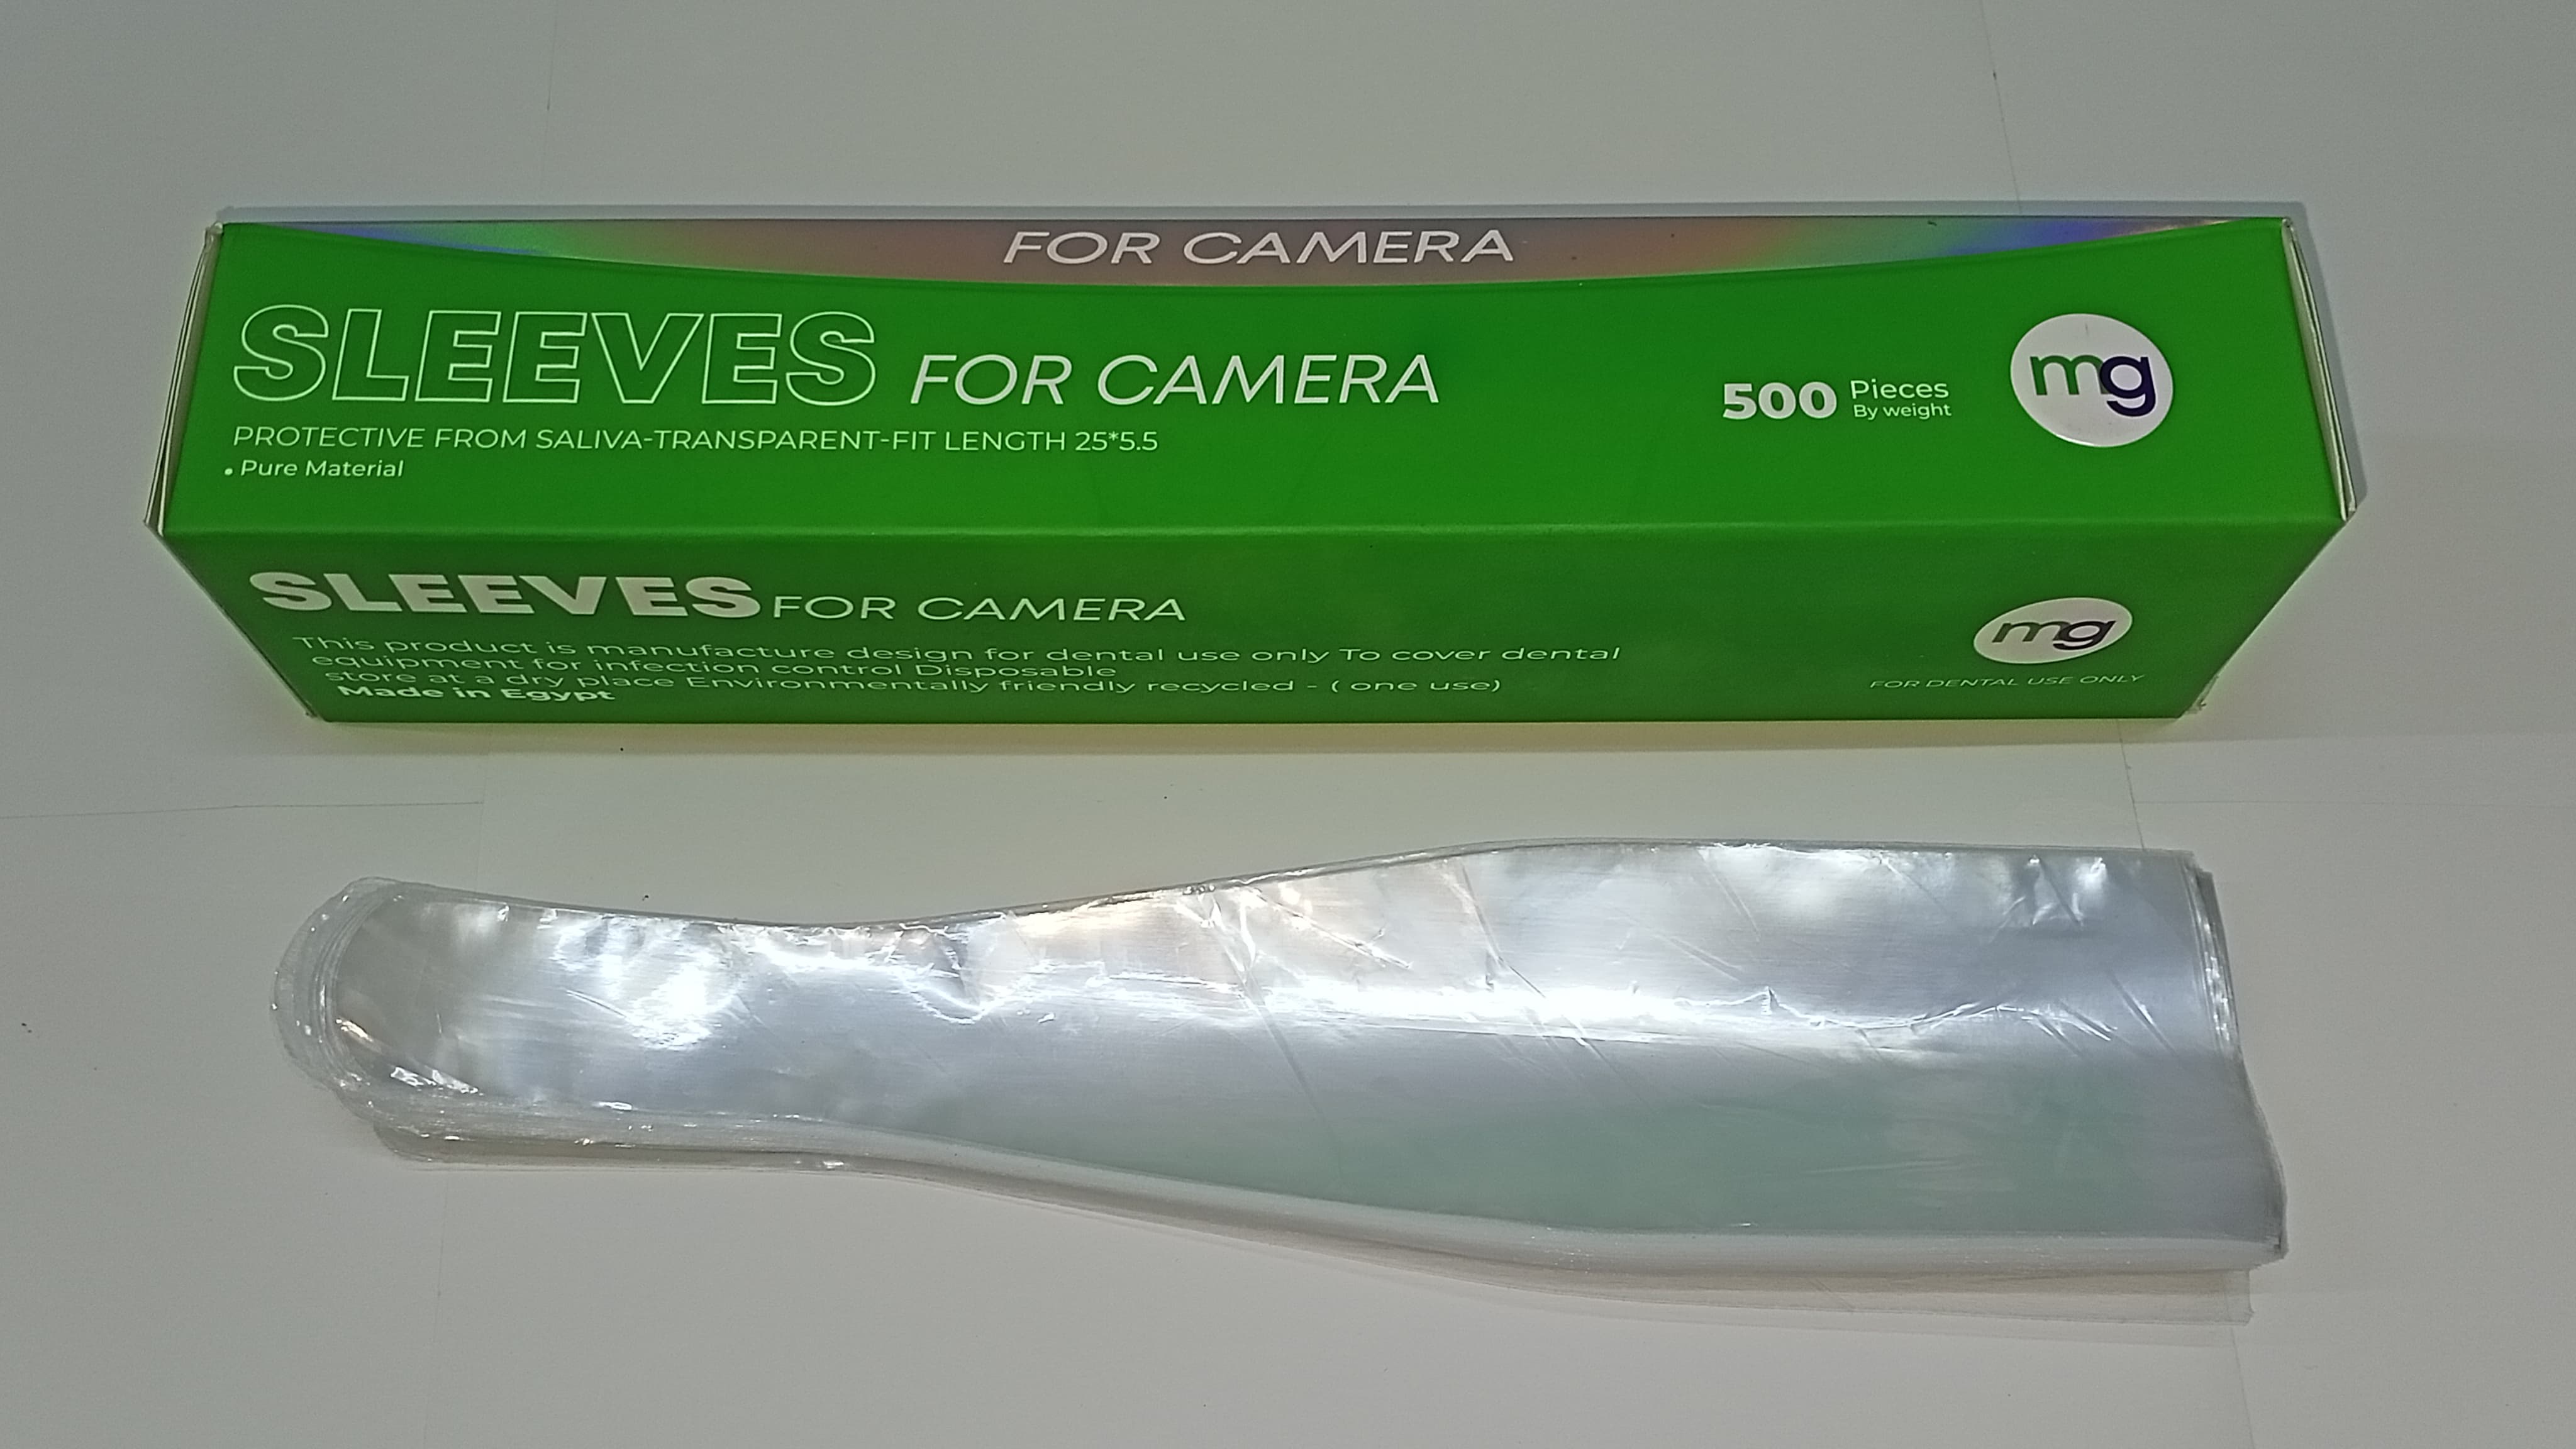 FOR CAMERA
SLEEVES FOR CAMERA
PROTECTIVE FROM SALIVA-TRANSPARENT-FIT LENGTH 25*5.5
• Pure Material
500 Pieces
By weight
mg
SLEEVES FOR CAMERA
This product is manufacture design for dental use only To cover dental
equipment for infection control Disposable
store at a dry place Environmentally friendly recycled - ( one use)
Made in Egypt
mg
FOR DENTAL USE ONLY